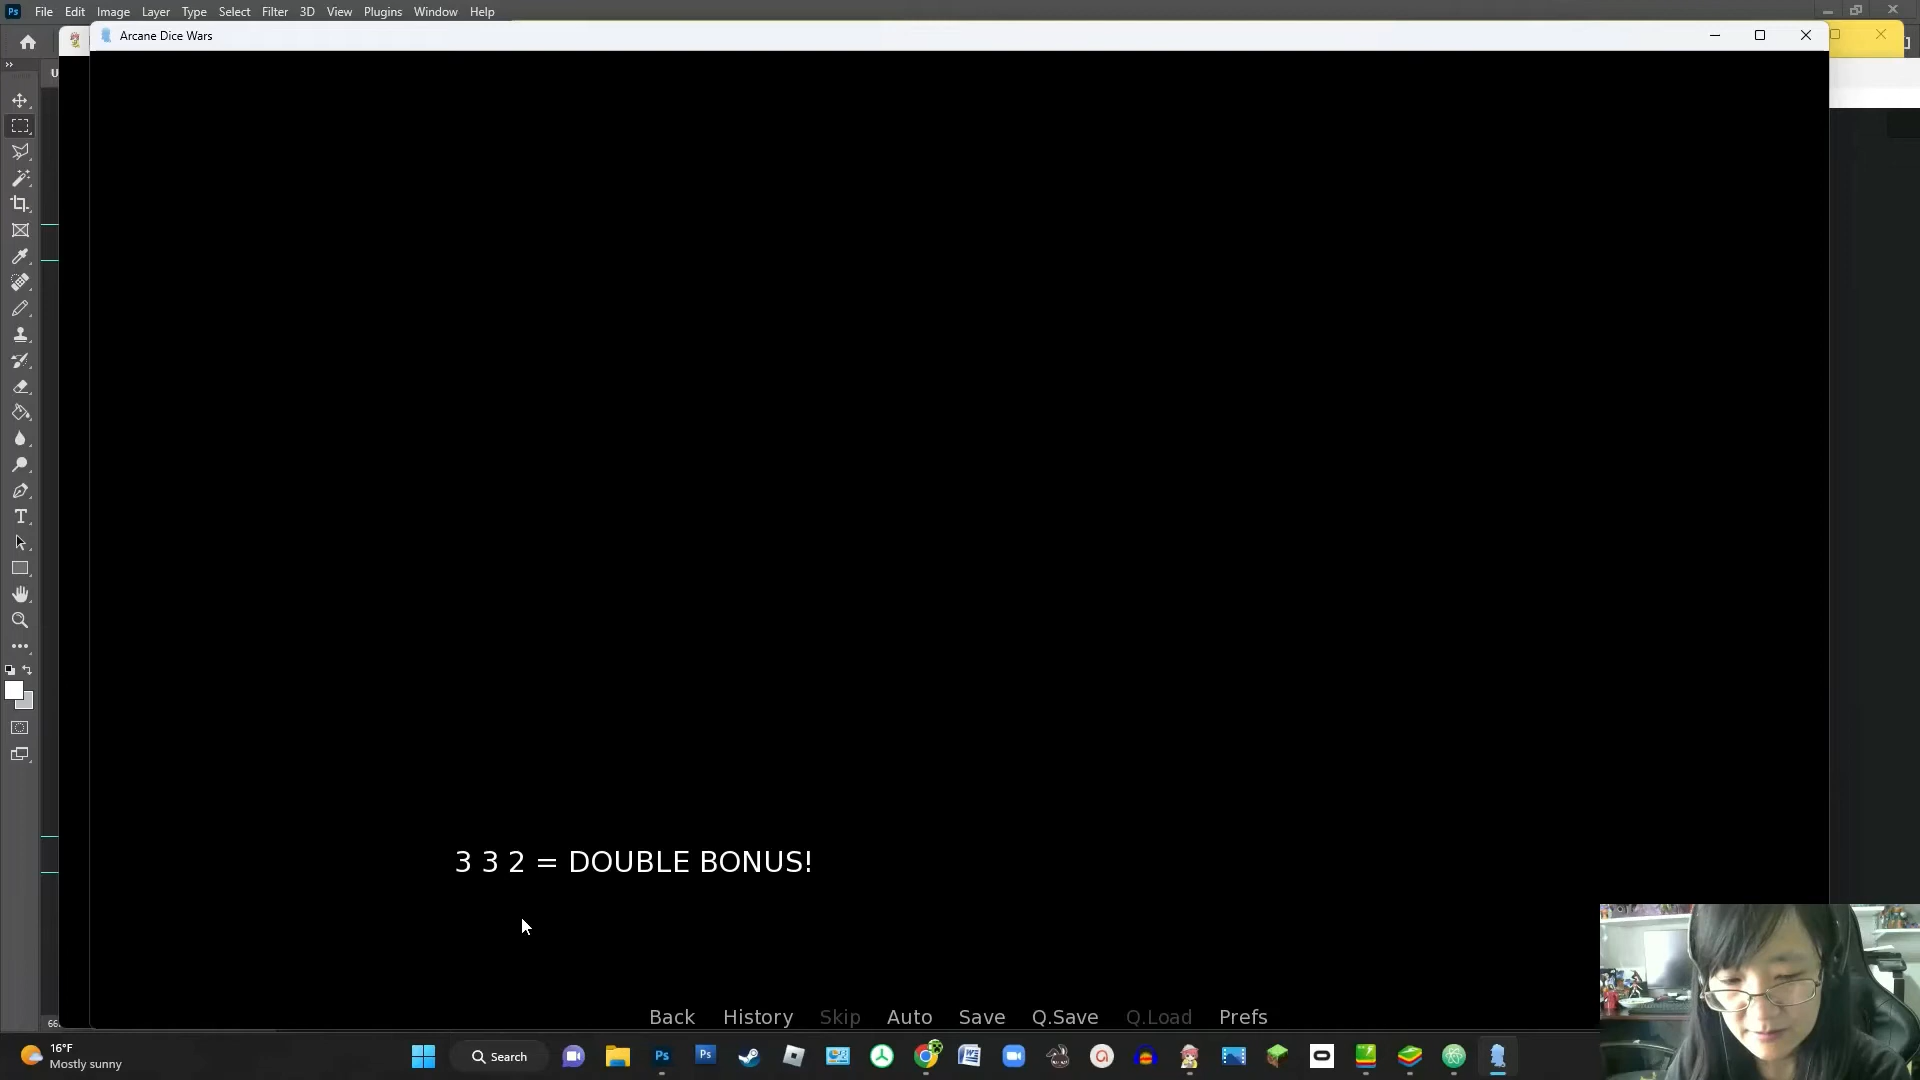 File Edit Image Layer Type Select Filter 3D View Plugins Window Help
Arcane Dice Wars
3 3 2 = DOUBLE BONUS!
Back History Skip Auto Save Q.Save Q.Load Prefs
16°F
Mostly sunny
Search